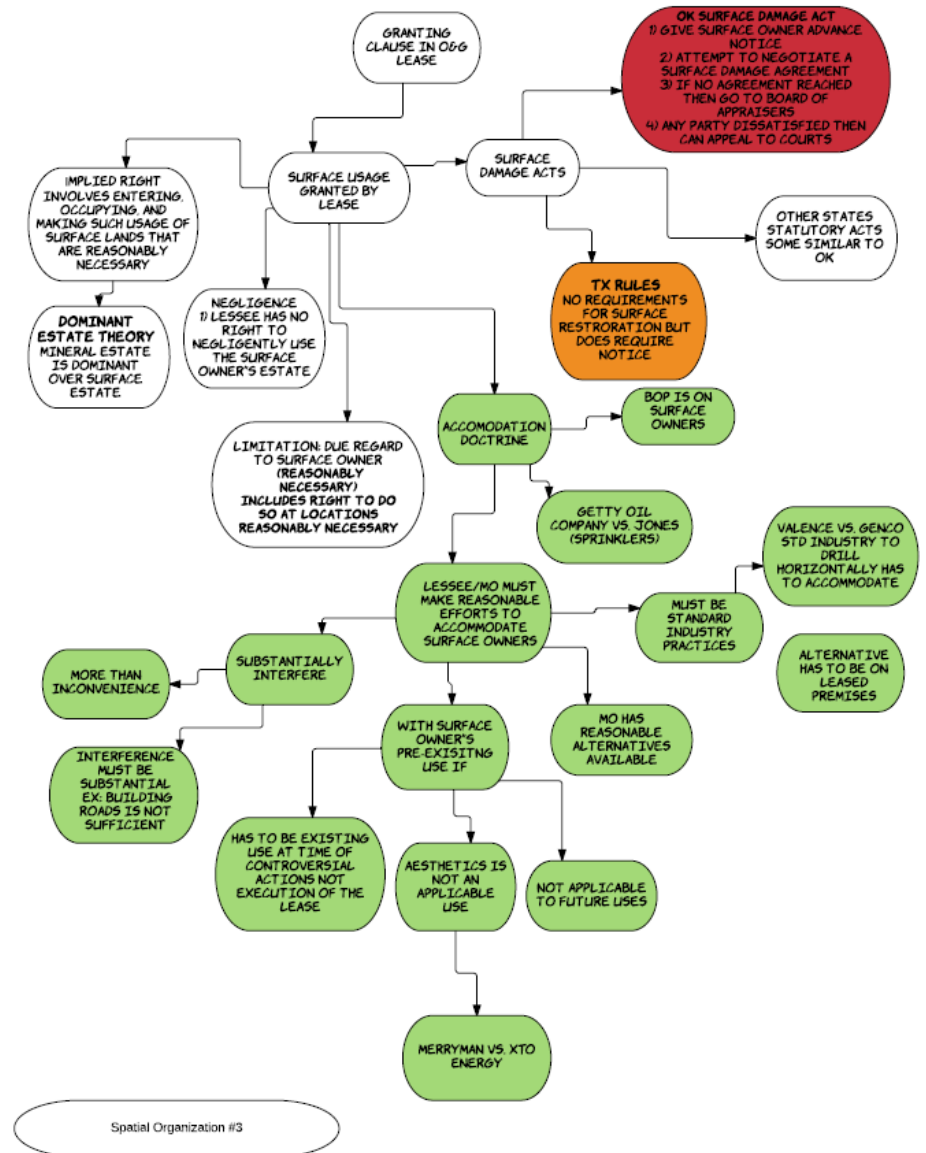 GRANTING
CLAUSE IN O&G
LEASE
OK SURFACE DAMAGE ACT
1) GIVE SURFACE OWNER ADVANCE
NOTICE
2) ATTEMPT TO NEGOTIATE A
SURFACE DAMAGE AGREEMENT
3) IF NO AGREEMENT REACHED
THEN GO TO BOARD OF
APPRAISERS
4) ANY PARTY DISSATISFIED THEN
CAN APPEAL TO COURTS
IMPLIED RIGHT
INVOLVES ENTERING,
OCCUPYING, AND
MAKING SUCH USAGE OF
SURFACE LANDS THAT
ARE REASONABLY
NECESSARY
SURFACE USAGE
GRANTED BY
LEASE
SURFACE
DAMAGE ACTS
OTHER STATES
STATUTORY ACTS
SOME SIMILAR TO
OK
DOMINANT
ESTATE THEORY
MINERAL ESTATE
IS DOMINANT
OVER SURFACE
ESTATE.
NEGLIGENCE
1) LESSEE HAS NO
RIGHT TO
NEGLIGENTLY USE
THE SURFACE
OWNER"S ESTATE
TX RULES
NO REQUIREMENTS
FOR SURFACE
RESTRORATION BUT
DOES REQUIRE
NOTICE
LIMITATION: DUE REGARD
TO SURFACE OWNER
(REASONABLY
NECESSARY)
INCLUDES RIGHT TO DO
SO AT LOCATIONS
REASONABLY NECESSARY
ACCOMODATION
DOCTRINE
BOP IS ON
SURFACE
OWNERS
GETTY OIL
COMPANY VS. JONES
(SPRINKLERS)
VALENCE VS. GENCO
STD INDUSTRY TO
DRILL
HORIZONTALLY HAS
TO ACCOMMODATE
LESSEE/MO MUST
MAKE REASONABLE
EFFORTS TO
ACCOMMODATE
SURFACE OWNERS
MUST BE
STANDARD
INDUSTRY
PRACTICES
ALTERNATIVE
HAS TO BE ON
LEASED
PREMISES
MORE THAN
INCONVENIENCE
SUBSTANTIALLY
INTERFERE
INTERFERENCE
MUST BE
SUBSTANTIAL
EX: BUILDING
ROADS IS NOT
SUFFICIENT
WITH SURFACE
OWNER"S
PRE-EXISITNG
USE IF
MO HAS
REASONABLE
ALTERNATIVES
AVAILABLE
HAS TO BE EXISTING
USE AT TIME OF
CONTROVERSIAL
ACTIONS NOT
EXECUTION OF THE
LEASE
AESTHETICS IS
NOT AN
APPLICABLE
USE
NOT APPLICABLE
TO FUTURE USES
MERRYMAN VS. XTO
ENERGY
Spatial Organization #3